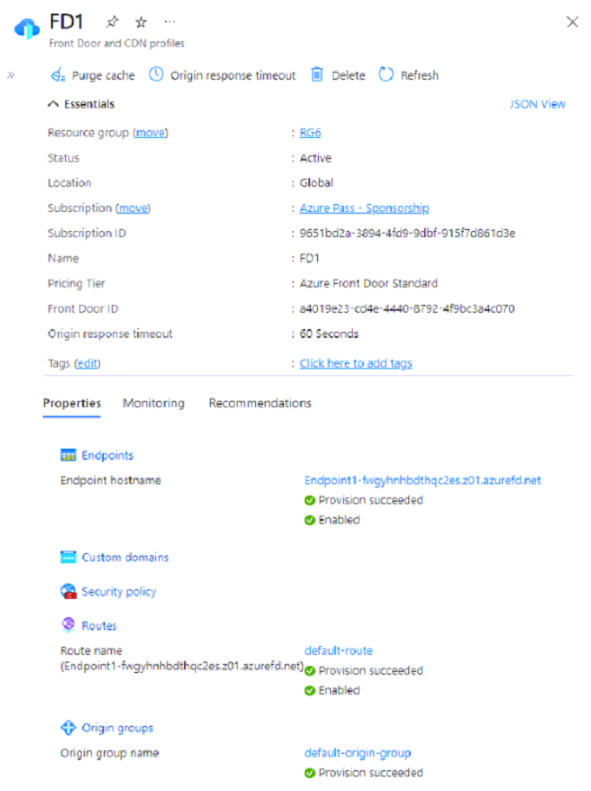 FD1
Front Door and CDN profiles
Purge cache Origin response timeout Delete Refresh
Essentials JSON View
Resource group (move) : RG6
Status : Active
Location : Global
Subscription (move) : Azure Pass - Sponsorship
Subscription ID : 9651bd2a-3894-4fd9-9dbf-915f7d861d3e
Name : FD1
Pricing Tier : Azure Front Door Standard
Front Door ID : a4019e23-cd4e-4440-8792-4f9bc3a4c070
Origin response timeout : 60 Seconds
Tags (edit) : Click here to add tags
Properties Monitoring Recommendations
Endpoints
Endpoint hostname Endpoint1-fwgyhnhbdthqc2es.z01.azurefd.net
Provision succeeded
Enabled
Custom domains
Security policy
Routes
Route name default-route
(Endpoint1-fwgyhnhbdthqc2es.z01.azurefd.net) Provision succeeded
Enabled
Origin groups
Origin group name default-origin-group
Provision succeeded